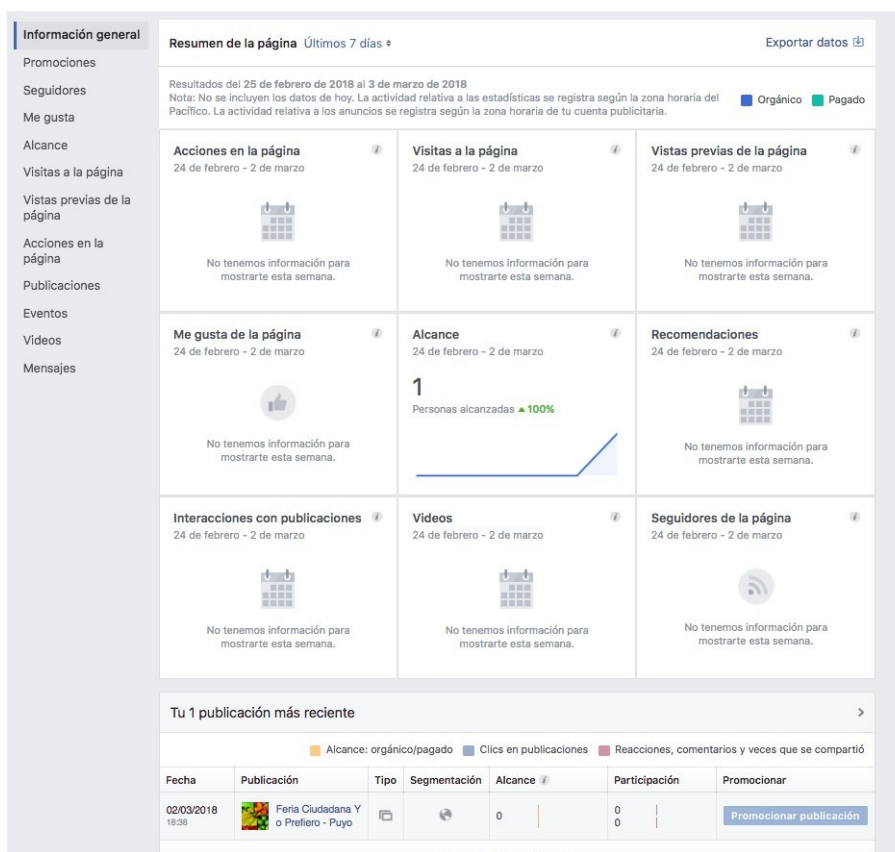 Información general
Promociones
Seguidores
Me gusta
Alcance
Visitas a la página
Vistas previas de la
página
Acciones en la
página
Publicaciones
Eventos
Videos
Mensajes
Resumen de la página Últimos 7 días
Exportar datos
Resultados del 25 de febrero de 2018 al 3 de marzo de 2018
Nota: No se incluyen los datos de hoy. La actividad relativa a las estadísticas se registra según la zona horaria del
Pacífico. La actividad relativa a los anuncios se registra según la zona horaria de tu cuenta publicitaria.
Orgánico Pagado
Acciones en la página
24 de febrero - 2 de marzo
No tenemos información para
mostrarte esta semana.
Visitas a la página
24 de febrero - 2 de marzo
No tenemos información para
mostrarte esta semana.
Vistas previas de la página
24 de febrero - 2 de marzo
No tenemos información para
mostrarte esta semana.
Me gusta de la página
24 de febrero - 2 de marzo
No tenemos información para
mostrarte esta semana.
Alcance
24 de febrero - 2 de marzo
1
Personas alcanzadas ▲100%
Recomendaciones
24 de febrero - 2 de marzo
No tenemos información para
mostrarte esta semana.
Interacciones con publicaciones
24 de febrero - 2 de marzo
No tenemos información para
mostrarte esta semana.
Videos
24 de febrero - 2 de marzo
No tenemos información para
mostrarte esta semana.
Seguidores de la página
24 de febrero - 2 de marzo
No tenemos información para
mostrarte esta semana.
Tu 1 publicación más reciente
Alcance: orgánico/pagado Clics en publicaciones Reacciones, comentarios y veces que se compartió
Fecha Publicación Tipo Segmentación Alcance Participación Promocionar
02/03/2018
18:38
Feria Ciudadana Y
o Prefiero - Puyo
0
0
0
Promocionar publicación